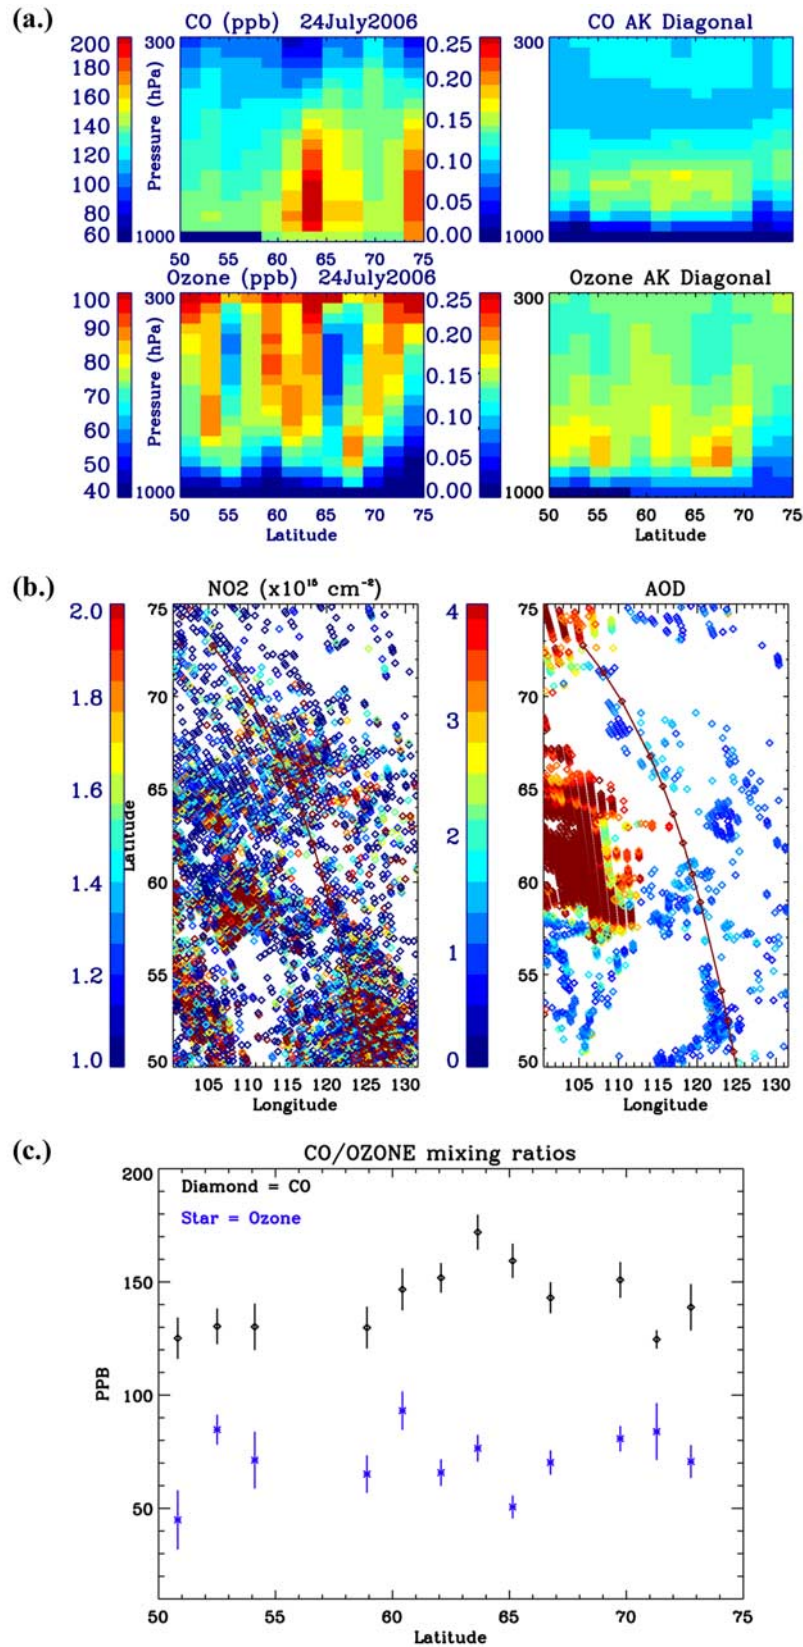 (a.)
CO (ppb) 24July2006
CO AK Diagonal
200
180
160
140
120
100
80
60
Pressure (hPa)
300
1000
50 55 60 65 70 75
0.25
0.20
0.15
0.10
0.05
0.00
300
1000
Ozone (ppb) 24July2006
Ozone AK Diagonal
100
90
80
70
60
50
40
Pressure (hPa)
300
1000
50 55 60 65 70 75
Latitude
0.25
0.20
0.15
0.10
0.05
0.00
300
1000
50 55 60 65 70 75
Latitude
(b.)
NO2 (x10¹⁵ cm⁻²)
AOD
2.0
1.8
1.6
1.4
1.2
1.0
Latitude
75
70
65
60
55
50
105 110 115 120 125 130
Longitude
4
3
2
1
0
75
70
65
60
55
50
105 110 115 120 125 130
Longitude
(c.)
CO/OZONE mixing ratios
Diamond = CO
Star = Ozone
PPB
200
150
100
50
50 55 60 65 70 75
Latitude